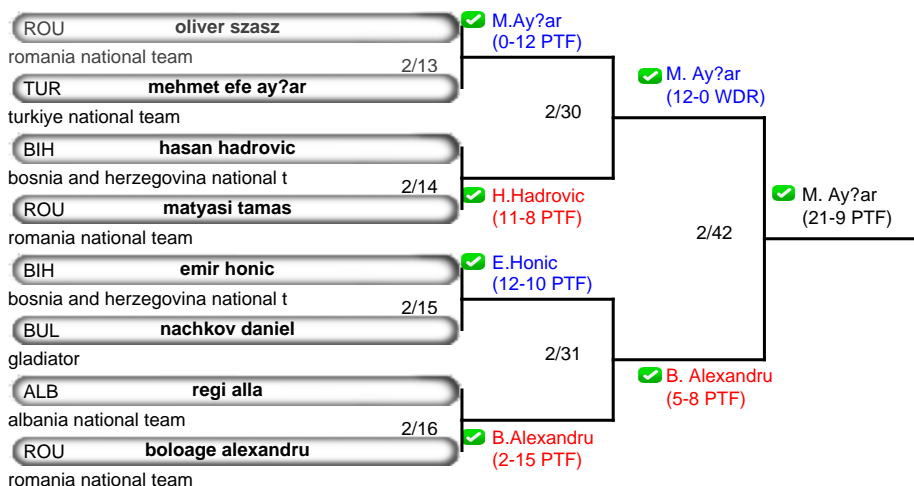 ROU oliver szasz
romania national team
2/13
TUR mehmet efe ay?ar
turkiye national team
BIH hasan hadrovic
bosnia and herzegovina national t
2/14
ROU matyasi tamas
romania national team
BIH emir honic
bosnia and herzegovina national t
2/15
BUL nachkov daniel
gladiator
ALB regi alla
albania national team
2/16
ROU boloage alexandru
romania national team
M.Ay?ar
(0-12 PTF)
2/30
H.Hadrovic
(11-8 PTF)
E.Honic
(12-10 PTF)
2/31
B.Alexandru
(2-15 PTF)
M. Ay?ar
(12-0 WDR)
2/42
B. Alexandru
(5-8 PTF)
M. Ay?ar
(21-9 PTF)